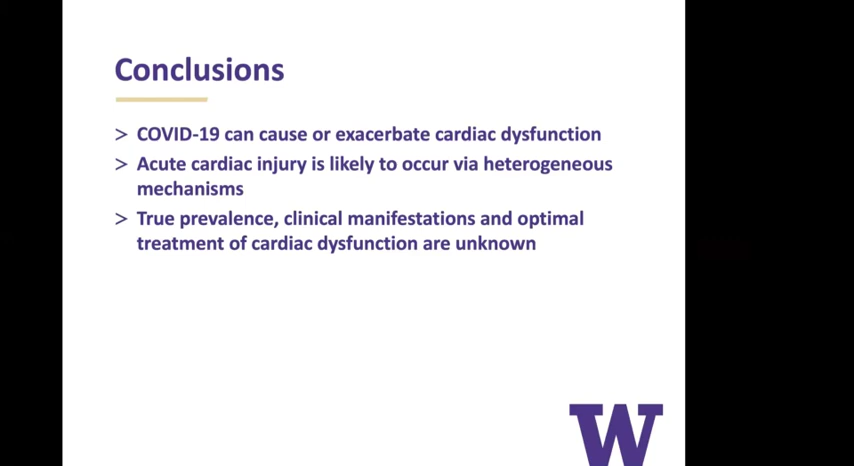 Conclusions
> COVID-19 can cause or exacerbate cardiac dysfunction
> Acute cardiac injury is likely to occur via heterogeneous
mechanisms
> True prevalence, clinical manifestations and optimal
treatment of cardiac dysfunction are unknown
W